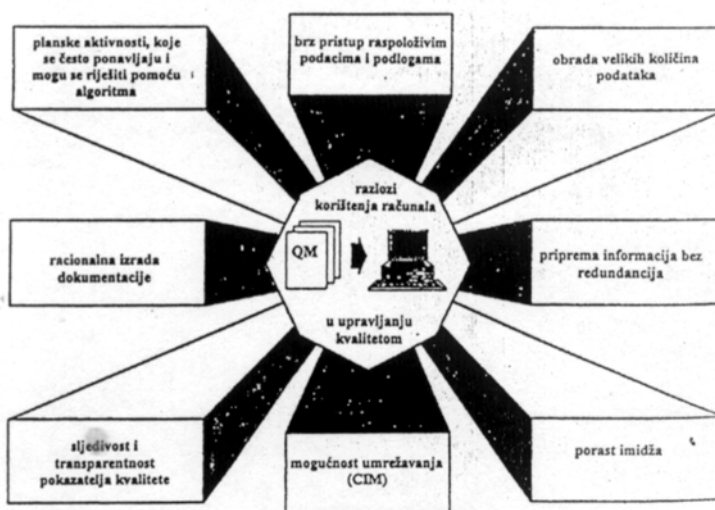 planske aktivnosti, koje
se često ponavljaju i
mogu se riješiti pomoću
algoritma
brz pristup raspoloživim
podacima i podlogama
obrada velikih količina
podataka
razlozi
korištenja računala
QM
u upravljanju
kvalitetom
racionalna izrada
dokumentacije
priprema informacija bez
redundancija
sljedivost i
transparentnost
pokazatelja kvalitete
mogućnost umrežavanja
(CIM)
porast imidža